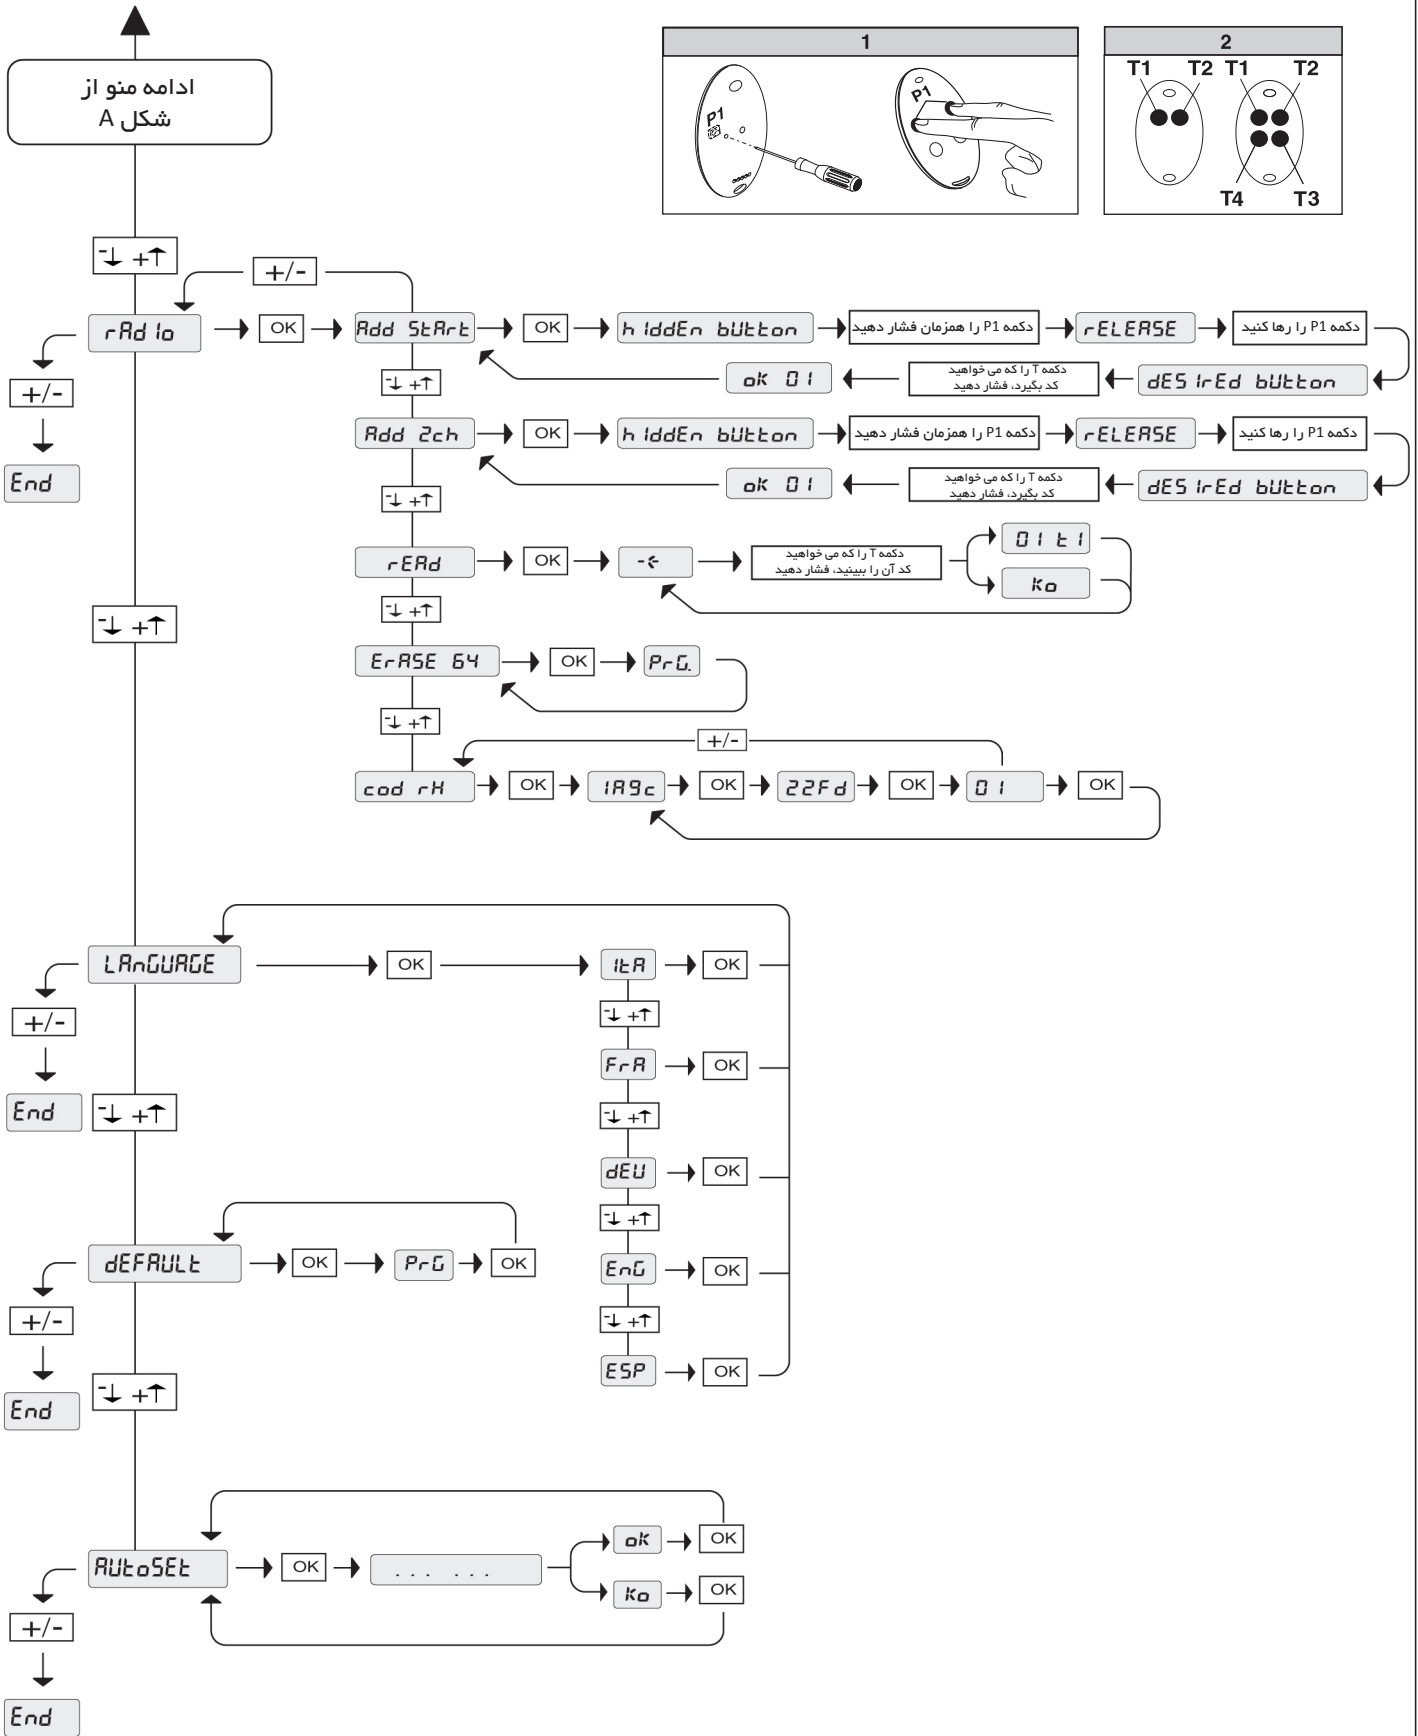 ادامه منو از
شکل A
1
P1
P1
2
T1 T2 T1 T2
T4 T3
-↓ +↑
+/-
rAdIo
OK
Add StArt
OK
hIddEn bUtton
دکمه P1 را همزمان فشار دهید
rELEASE
دکمه P1 را رها کنید
dESIrEd bUtton
دکمه T را که می خواهید
کد بگیرد، فشار دهید
oK 01
+/-
End
-↓ +↑
Add 2ch
OK
hIddEn bUtton
دکمه P1 را همزمان فشار دهید
rELEASE
دکمه P1 را رها کنید
dESIrEd bUtton
دکمه T را که می خواهید
کد بگیرد، فشار دهید
oK 01
-↓ +↑
rEAd
OK
-<-
دکمه T را که می خواهید
کد آن را ببینید، فشار دهید
01 t1
Ko
-↓ +↑
-↓ +↑
ErASE 64
OK
PrG.
-↓ +↑
+/-
cod rH
OK
1A9c
OK
22Fd
OK
01
OK
LAnGUAGE
OK
ItA
OK
+/-
End
-↓ +↑
-↓ +↑
FrA
OK
-↓ +↑
dEU
OK
-↓ +↑
EnG
OK
-↓ +↑
ESP
OK
dEFAULt
OK
PrG
OK
+/-
End
-↓ +↑
AUtoSEt
OK
... ...
oK
OK
Ko
OK
+/-
End